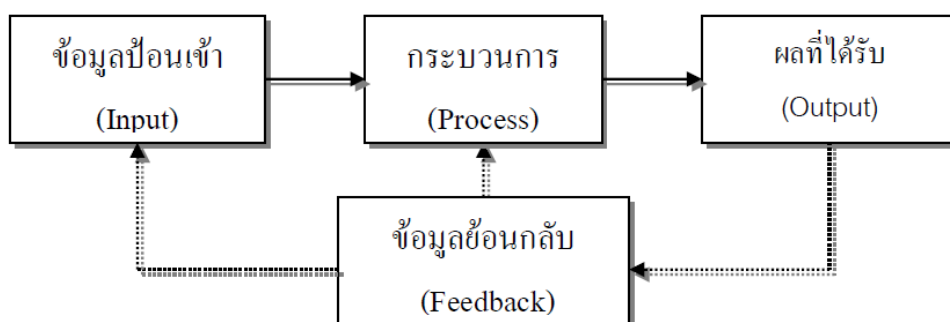 ข้อมูลป้อนเข้า
(Input)
กระบวนการ
(Process)
ผลที่ได้รับ
(Output)
ข้อมูลย้อนกลับ
(Feedback)